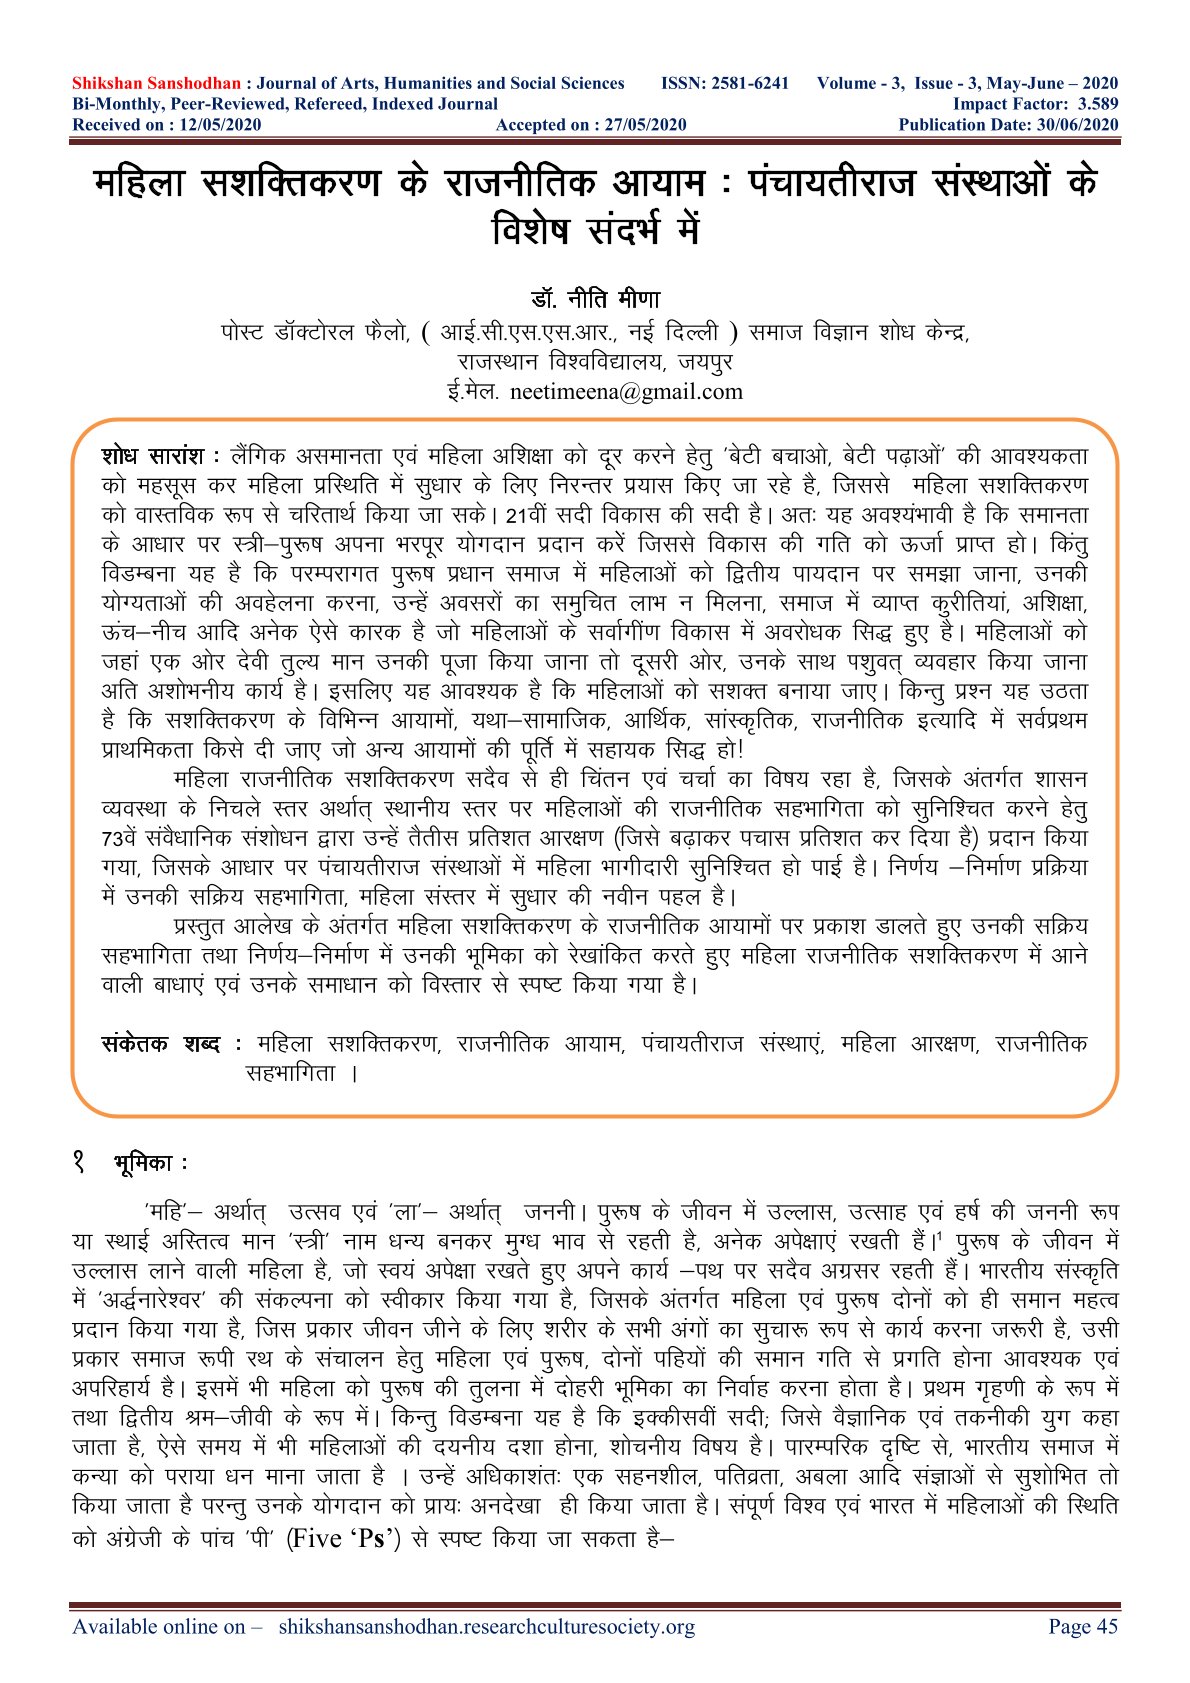 Shikshan Sanshodhan : Journal of Arts, Humanities and Social Sciences ISSN: 2581-6241 Volume - 3, Issue - 3, May-June – 2020
Bi-Monthly, Peer-Reviewed, Refereed, Indexed Journal Impact Factor: 3.589
Received on : 12/05/2020 Accepted on : 27/05/2020 Publication Date: 30/06/2020
महिला सशक्तिकरण के राजनीतिक आयाम : पंचायतीराज संस्थाओं के
विशेष संदर्भ में
डॉ. नीति मीणा
पोस्ट डॉक्टोरल फैलो, ( आई.सी.एस.एस.आर., नई दिल्ली ) समाज विज्ञान शोध केन्द्र,
राजस्थान विश्वविद्यालय, जयपुर
ई.मेल. neetimeena@gmail.com
शोध सारांश : लैंगिक असमानता एवं महिला अशिक्षा को दूर करने हेतु 'बेटी बचाओ, बेटी पढ़ाओं' की आवश्यकता
को महसूस कर महिला प्रस्थिति में सुधार के लिए निरन्तर प्रयास किए जा रहे है, जिससे महिला सशक्तिकरण
को वास्तविक रूप से चरितार्थ किया जा सके। 21वीं सदी विकास की सदी है। अतः यह अवश्यंभावी है कि समानता
के आधार पर स्त्री–पुरूष अपना भरपूर योगदान प्रदान करें जिससे विकास की गति को ऊर्जा प्राप्त हो। किंतु
विडम्बना यह है कि परम्परागत पुरूष प्रधान समाज में महिलाओं को द्वितीय पायदान पर समझा जाना, उनकी
योग्यताओं की अवहेलना करना, उन्हें अवसरों का समुचित लाभ न मिलना, समाज में व्याप्त कुरीतियां, अशिक्षा,
ऊंच–नीच आदि अनेक ऐसे कारक है जो महिलाओं के सर्वागींण विकास में अवरोधक सिद्ध हुए है। महिलाओं को
जहां एक ओर देवी तुल्य मान उनकी पूजा किया जाना तो दूसरी ओर, उनके साथ पशुवत् व्यवहार किया जाना
अति अशोभनीय कार्य है। इसलिए यह आवश्यक है कि महिलाओं को सशक्त बनाया जाए। किन्तु प्रश्न यह उठता
है कि सशक्तिकरण के विभिन्न आयामों, यथा–सामाजिक, आर्थिक, सांस्कृतिक, राजनीतिक इत्यादि में सर्वप्रथम
प्राथमिकता किसे दी जाए जो अन्य आयामों की पूर्ति में सहायक सिद्ध हो!
महिला राजनीतिक सशक्तिकरण सदैव से ही चिंतन एवं चर्चा का विषय रहा है, जिसके अंतर्गत शासन
व्यवस्था के निचले स्तर अर्थात् स्थानीय स्तर पर महिलाओं की राजनीतिक सहभागिता को सुनिश्चित करने हेतु
73वें संवैधानिक संशोधन द्वारा उन्हें तैतीस प्रतिशत आरक्षण (जिसे बढ़ाकर पचास प्रतिशत कर दिया है) प्रदान किया
गया, जिसके आधार पर पंचायतीराज संस्थाओं में महिला भागीदारी सुनिश्चित हो पाई है। निर्णय –निर्माण प्रक्रिया
में उनकी सक्रिय सहभागिता, महिला संस्तर में सुधार की नवीन पहल है।
प्रस्तुत आलेख के अंतर्गत महिला सशक्तिकरण के राजनीतिक आयामों पर प्रकाश डालते हुए उनकी सक्रिय
सहभागिता तथा निर्णय–निर्माण में उनकी भूमिका को रेखांकित करते हुए महिला राजनीतिक सशक्तिकरण में आने
वाली बाधाएं एवं उनके समाधान को विस्तार से स्पष्ट किया गया है।
संकेतक शब्द : महिला सशक्तिकरण, राजनीतिक आयाम, पंचायतीराज संस्थाएं, महिला आरक्षण, राजनीतिक
सहभागिता ।
१ भूमिका :
'महि'– अर्थात् उत्सव एवं 'ला'– अर्थात् जननी। पुरूष के जीवन में उल्लास, उत्साह एवं हर्ष की जननी रूप
या स्थाई अस्तित्व मान 'स्त्री' नाम धन्य बनकर मुग्ध भाव से रहती है, अनेक अपेक्षाएं रखती हैं।¹ पुरूष के जीवन में
उल्लास लाने वाली महिला है, जो स्वयं अपेक्षा रखते हुए अपने कार्य –पथ पर सदैव अग्रसर रहती हैं। भारतीय संस्कृति
में 'अर्द्धनारेश्वर' की संकल्पना को स्वीकार किया गया है, जिसके अंतर्गत महिला एवं पुरूष दोनों को ही समान महत्व
प्रदान किया गया है, जिस प्रकार जीवन जीने के लिए शरीर के सभी अंगों का सुचारू रूप से कार्य करना जरूरी है, उसी
प्रकार समाज रूपी रथ के संचालन हेतु महिला एवं पुरूष, दोनों पहियों की समान गति से प्रगति होना आवश्यक एवं
अपरिहार्य है। इसमें भी महिला को पुरूष की तुलना में दोहरी भूमिका का निर्वाह करना होता है। प्रथम गृहणी के रूप में
तथा द्वितीय श्रम–जीवी के रूप में। किन्तु विडम्बना यह है कि इक्कीसवीं सदी; जिसे वैज्ञानिक एवं तकनीकी युग कहा
जाता है, ऐसे समय में भी महिलाओं की दयनीय दशा होना, शोचनीय विषय है। पारम्परिक दृष्टि से, भारतीय समाज में
कन्या को पराया धन माना जाता है । उन्हें अधिकाशंतः एक सहनशील, पतिव्रता, अबला आदि संज्ञाओं से सुशोभित तो
किया जाता है परन्तु उनके योगदान को प्रायः अनदेखा ही किया जाता है। संपूर्ण विश्व एवं भारत में महिलाओं की स्थिति
को अंग्रेजी के पांच 'पी' (Five ‘Ps’) से स्पष्ट किया जा सकता है–
Available online on – shikshansanshodhan.researchculturesociety.org Page 45